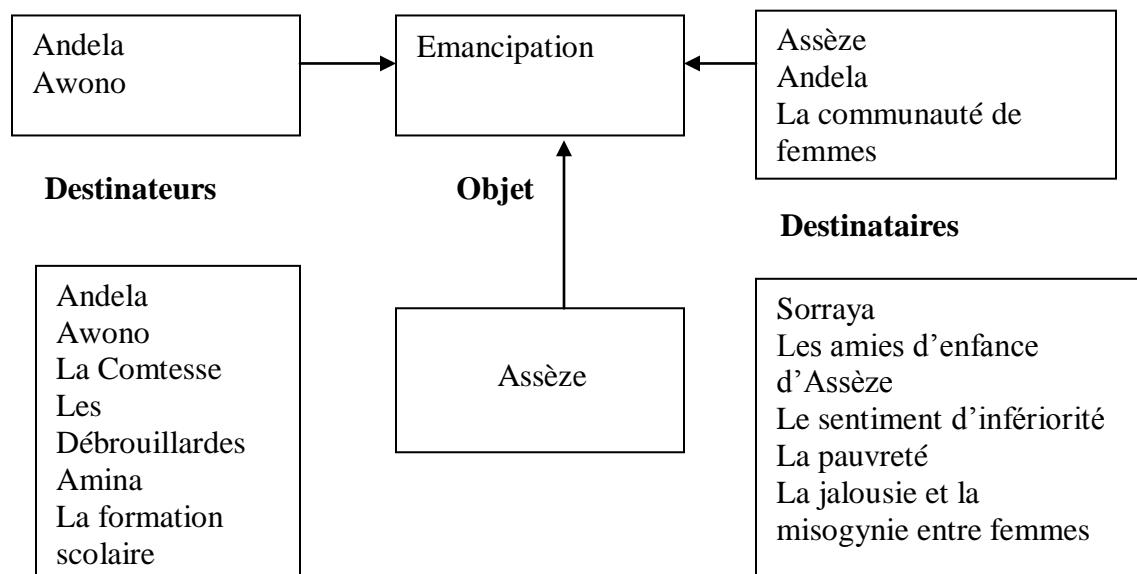 Andela
Awono
Emancipation
Assèze
Andela
La communauté de
femmes
Destinateurs
Objet
Destinataires
Andela
Awono
La Comtesse
Les
Débrouillardes
Amina
La formation
scolaire
Assèze
Sorraya
Les amies d’enfance
d’Assèze
Le sentiment d’infériorité
La pauvreté
La jalousie et la
misogynie entre femmes